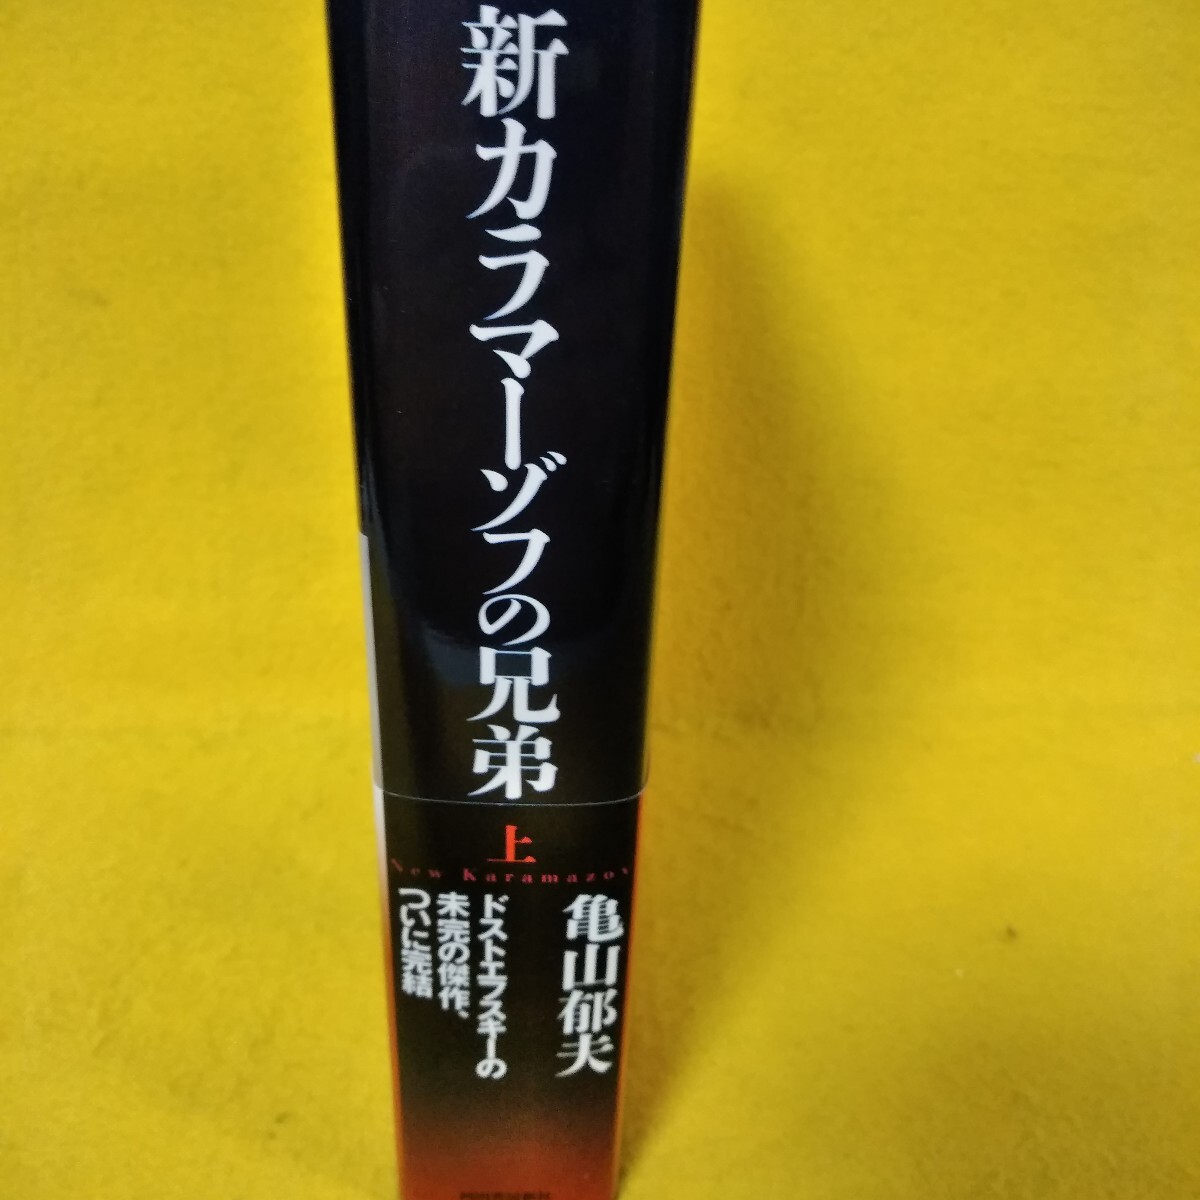 新カラマーゾフの兄弟
上
New Karamazov
亀山郁夫
ドストエフスキーの
未完の傑作、
ついに完結